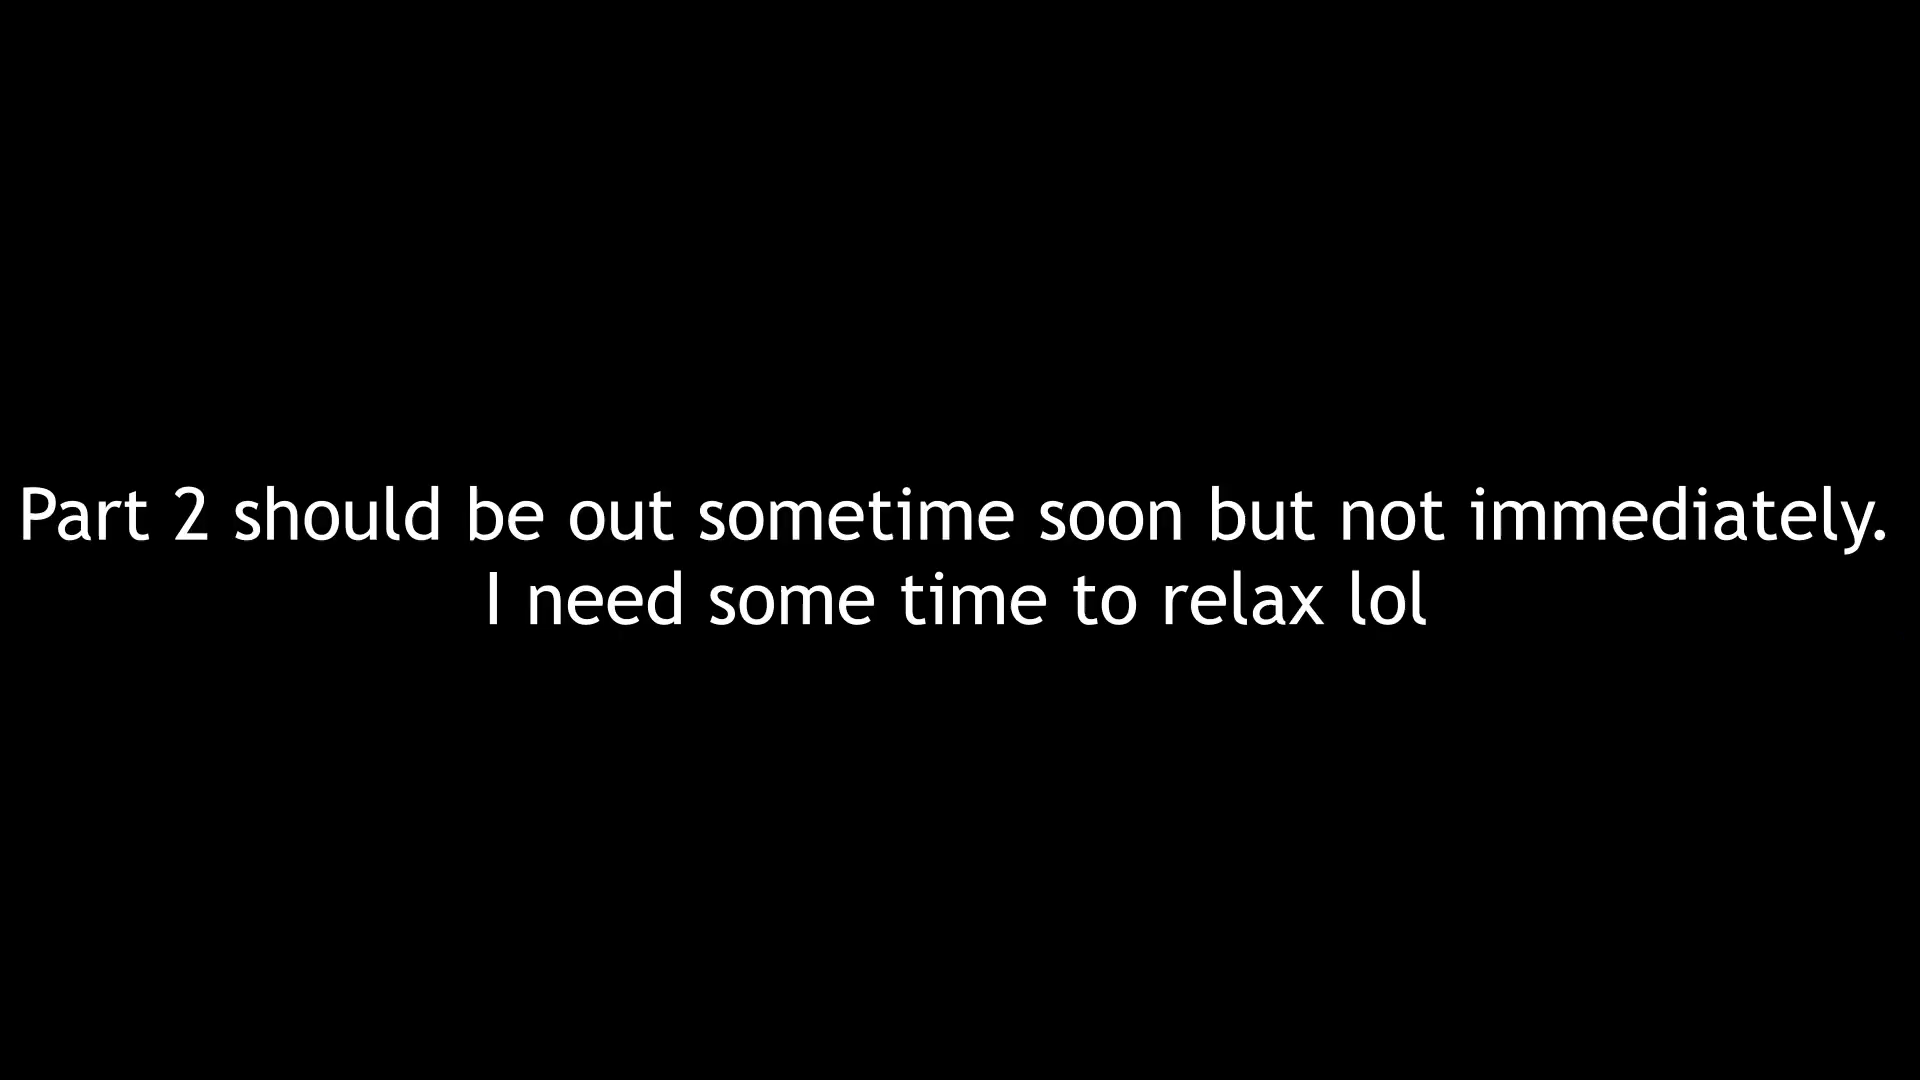 Part 2 should be out sometime soon but not immediately.
I need some time to relax lol